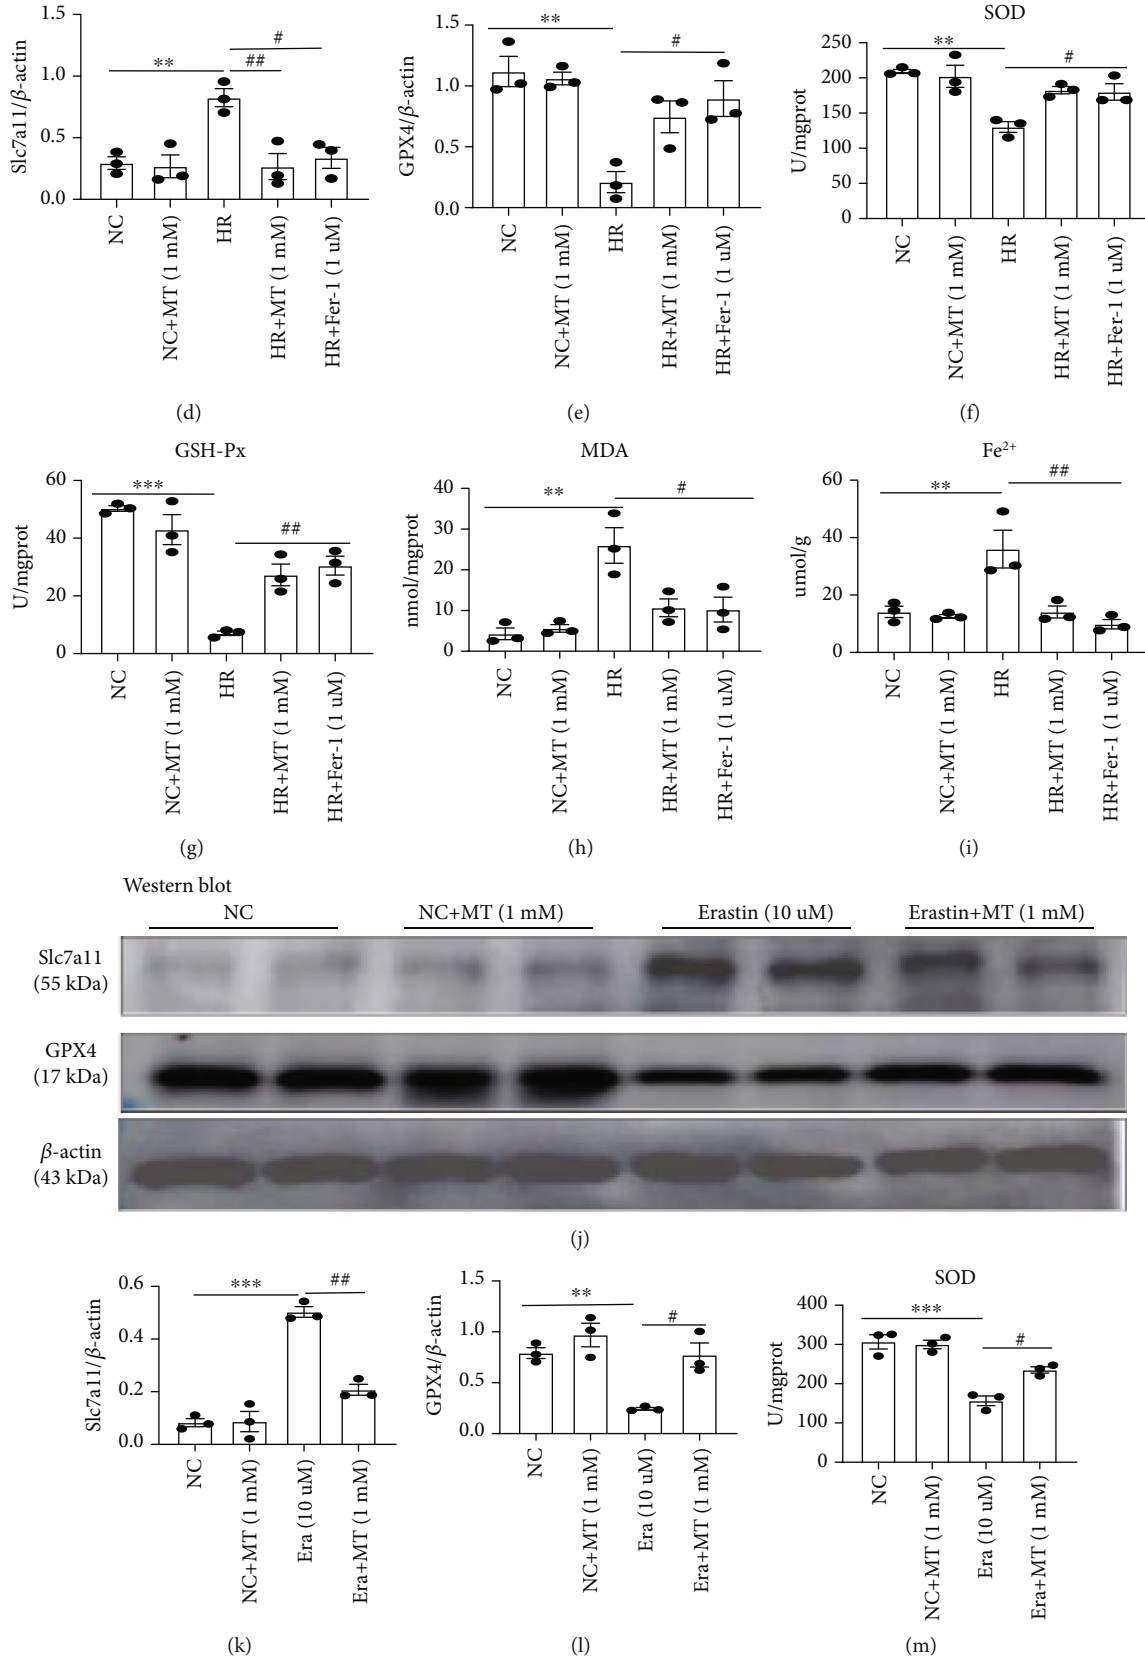 Slc7a11/β-actin
1.5
1.0
0.5
0.0
**
#
##
NC
NC+MT (1 mM)
HR
HR+MT (1 mM)
HR+Fer-1 (1 uM)
(d)
GPX4/β-actin
1.5
1.0
0.5
0.0
**
#
NC
NC+MT (1 mM)
HR
HR+MT (1 mM)
HR+Fer-1 (1 uM)
(e)
SOD
U/mgprot
250
200
150
100
50
0
**
#
NC
NC+MT (1 mM)
HR
HR+MT (1 mM)
HR+Fer-1 (1 uM)
(f)
GSH-Px
U/mgprot
60
40
20
0
***
##
NC
NC+MT (1 mM)
HR
HR+MT (1 mM)
HR+Fer-1 (1 uM)
(g)
MDA
nmol/mgprot
40
30
20
10
0
**
#
NC
NC+MT (1 mM)
HR
HR+MT (1 mM)
HR+Fer-1 (1 uM)
(h)
Fe²⁺
umol/g
60
40
20
0
**
##
NC
NC+MT (1 mM)
HR
HR+MT (1 mM)
HR+Fer-1 (1 uM)
(i)
Western blot
NC NC+MT (1 mM) Erastin (10 uM) Erastin+MT (1 mM)
Slc7a11
(55 kDa)
GPX4
(17 kDa)
β-actin
(43 kDa)
(j)
Slc7a11/β-actin
0.6
0.4
0.2
0.0
***
##
NC
NC+MT (1 mM)
Era (10 uM)
Era+MT (1 mM)
(k)
GPX4/β-actin
1.5
1.0
0.5
0.0
**
#
NC
NC+MT (1 mM)
Era (10 uM)
Era+MT (1 mM)
(l)
SOD
U/mgprot
400
300
200
100
0
***
#
NC
NC+MT (1 mM)
Era (10 uM)
Era+MT (1 mM)
(m)